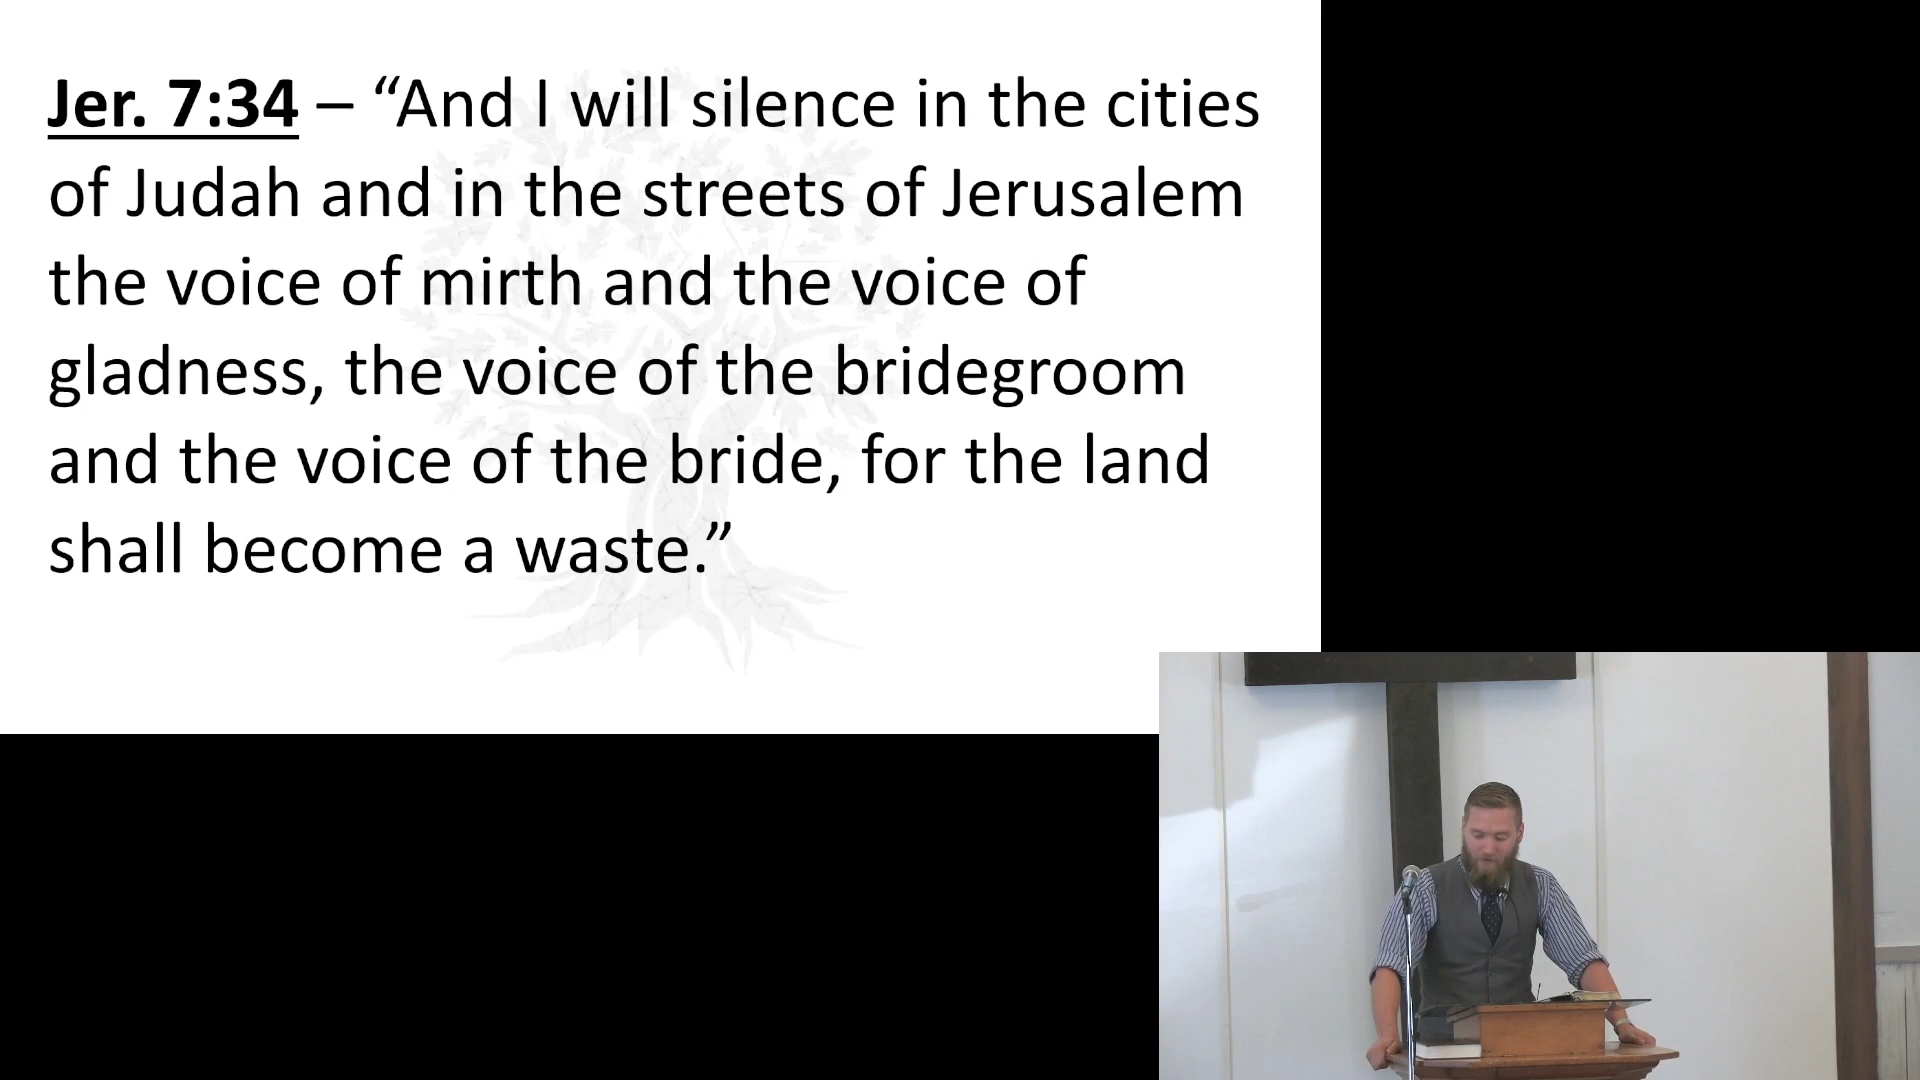 Jer. 7:34 – “And I will silence in the cities
of Judah and in the streets of Jerusalem
the voice of mirth and the voice of
gladness, the voice of the bridegroom
and the voice of the bride, for the land
shall become a waste.”